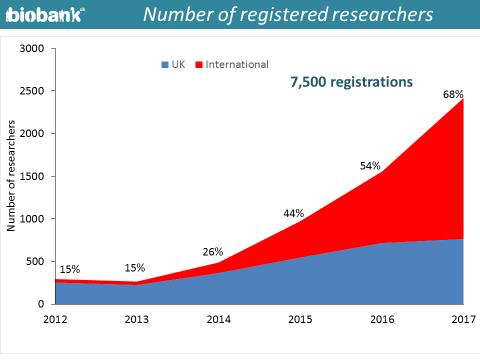 biobank uk
Number of registered researchers
3000
UK International
7,500 registrations
2500
68%
2000
54%
1500
Number of researchers
44%
1000
26%
500
15%
15%
0
2012 2013 2014 2015 2016 2017